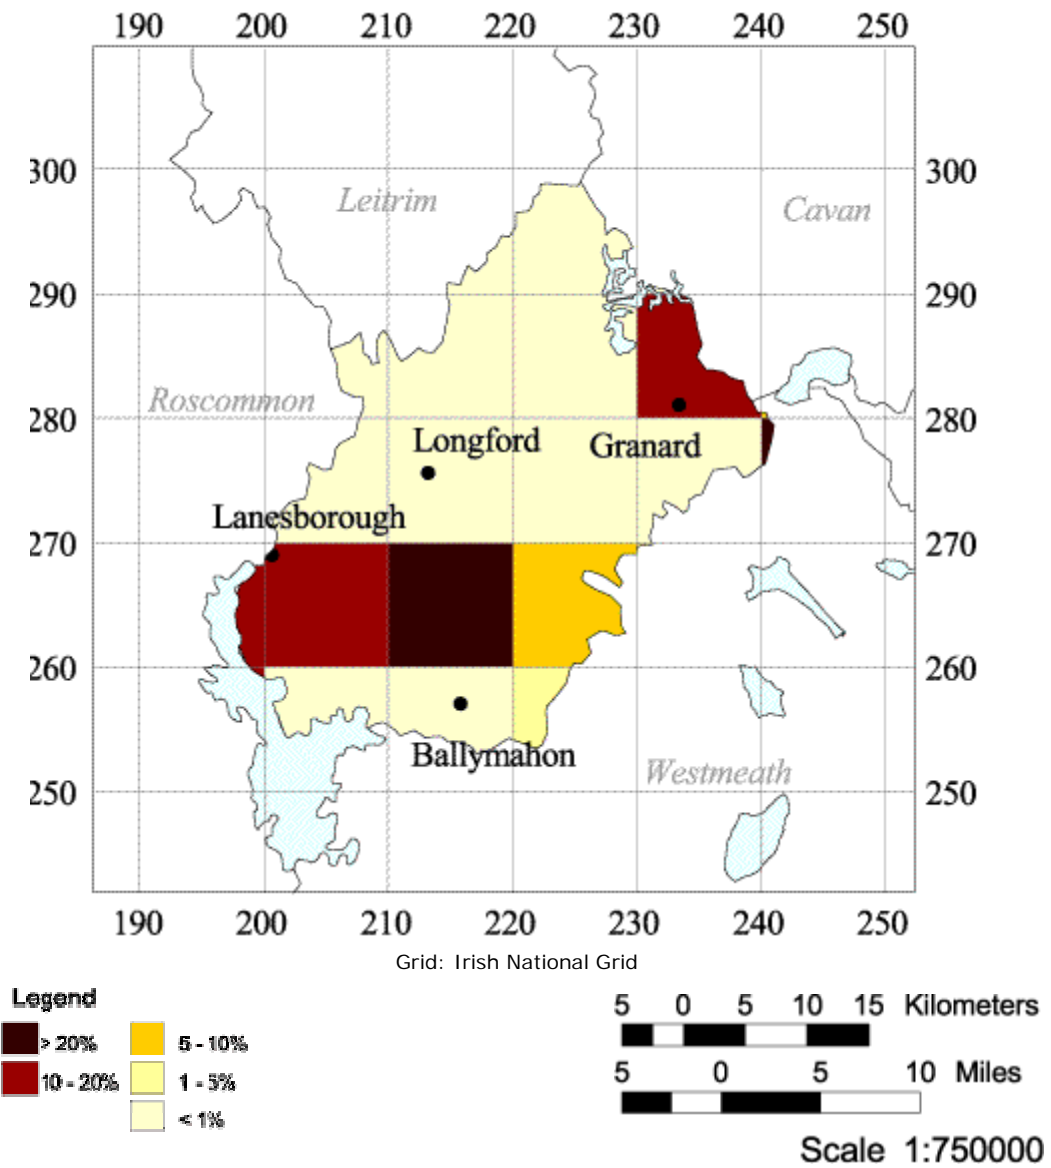 190 200 210 220 230 240 250
300 300
Leitrim Cavan
290 290
Roscommon
280 280
Longford Granard
Lanesborough
270 270
260 260
Ballymahon
Westmeath
250 250
190 200 210 220 230 240 250
Grid: Irish National Grid
Legend
> 20% 5 - 10%
10 - 20% 1 - 5%
< 1%
5 0 5 10 15 Kilometers
5 0 5 10 Miles
Scale 1:750000